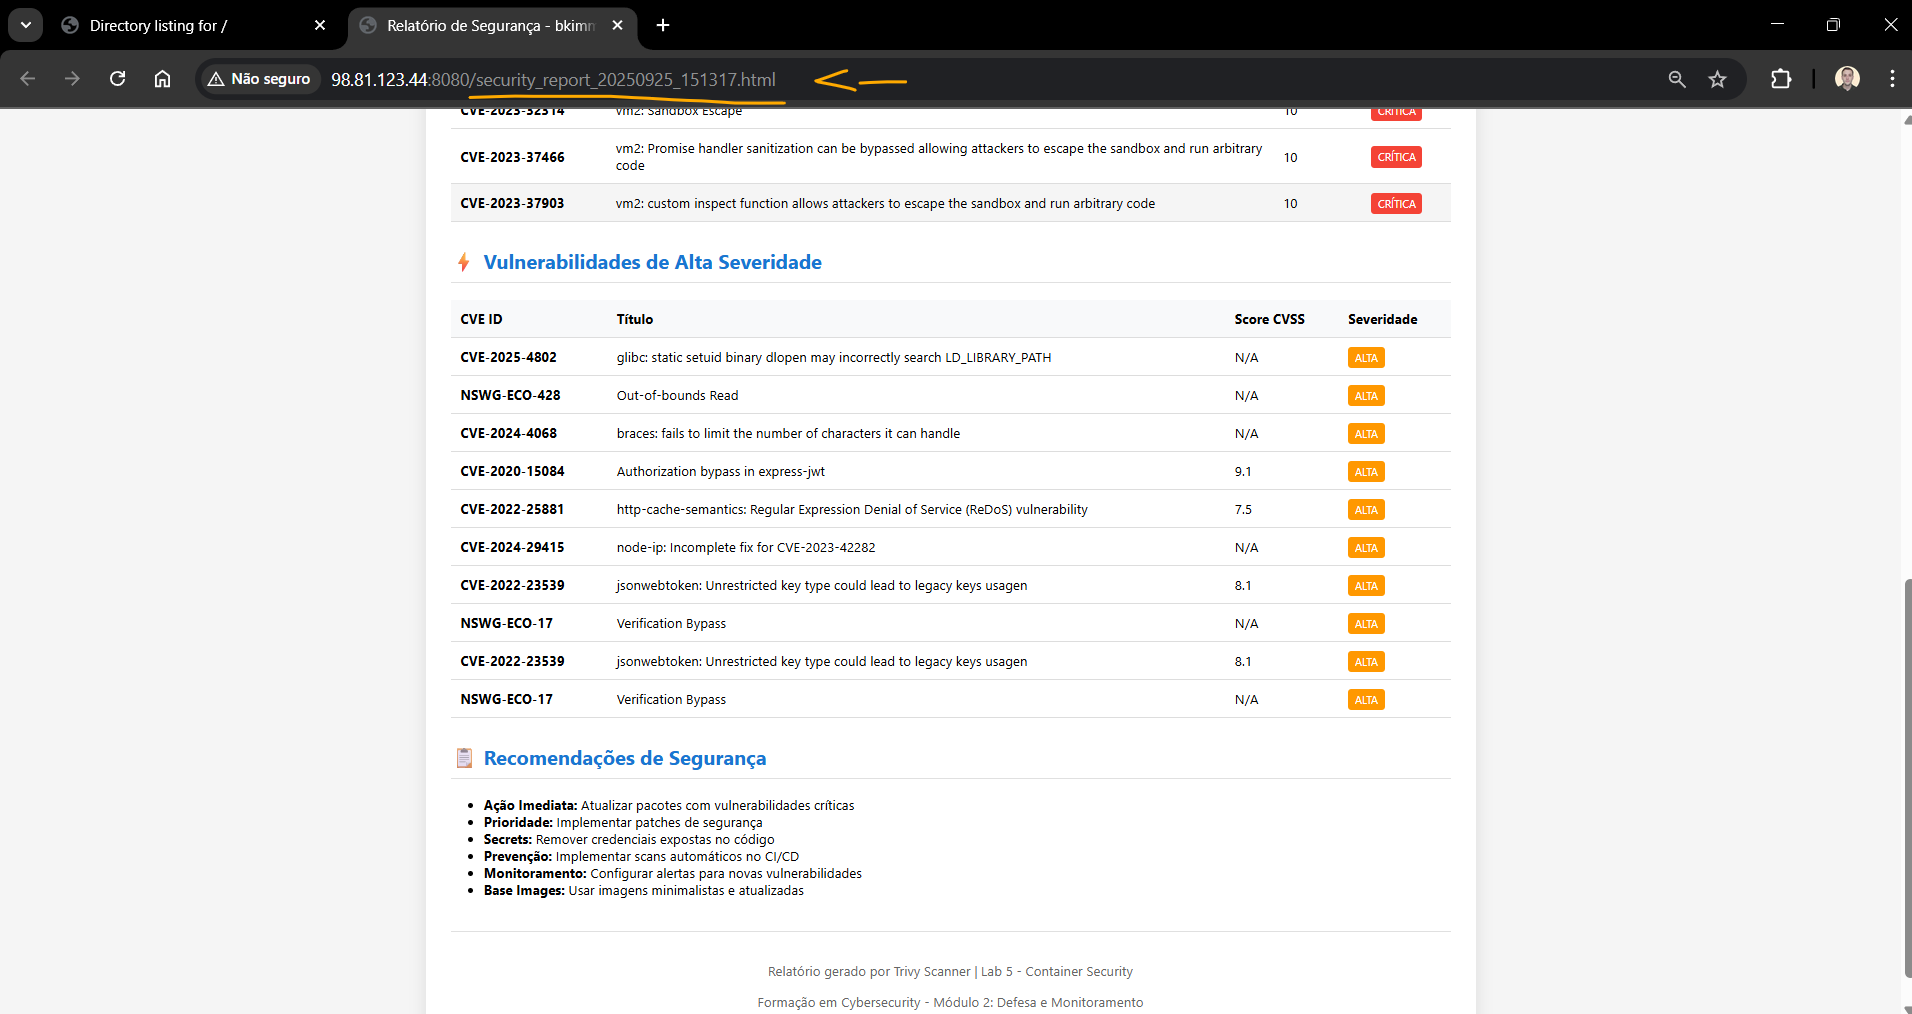 Directory listing for /
Relatório de Segurança - bkimm
Não seguro
98.81.123.44:8080/security_report_20250925_151317.html
CVE-2023-32314 vm2: Sandbox Escape 10 CRÍTICA
CVE-2023-37466 vm2: Promise handler sanitization can be bypassed allowing attackers to escape the sandbox and run arbitrary 10 CRÍTICA
code
CVE-2023-37903 vm2: custom inspect function allows attackers to escape the sandbox and run arbitrary code 10 CRÍTICA
Vulnerabilidades de Alta Severidade
CVE ID Título Score CVSS Severidade
CVE-2025-4802 glibc: static setuid binary dlopen may incorrectly search LD_LIBRARY_PATH N/A ALTA
NSWG-ECO-428 Out-of-bounds Read N/A ALTA
CVE-2024-4068 braces: fails to limit the number of characters it can handle N/A ALTA
CVE-2020-15084 Authorization bypass in express-jwt 9.1 ALTA
CVE-2022-25881 http-cache-semantics: Regular Expression Denial of Service (ReDoS) vulnerability 7.5 ALTA
CVE-2024-29415 node-ip: Incomplete fix for CVE-2023-42282 N/A ALTA
CVE-2022-23539 jsonwebtoken: Unrestricted key type could lead to legacy keys usagen 8.1 ALTA
NSWG-ECO-17 Verification Bypass N/A ALTA
CVE-2022-23539 jsonwebtoken: Unrestricted key type could lead to legacy keys usagen 8.1 ALTA
NSWG-ECO-17 Verification Bypass N/A ALTA
Recomendações de Segurança
Ação Imediata: Atualizar pacotes com vulnerabilidades críticas
Prioridade: Implementar patches de segurança
Secrets: Remover credenciais expostas no código
Prevenção: Implementar scans automáticos no CI/CD
Monitoramento: Configurar alertas para novas vulnerabilidades
Base Images: Usar imagens minimalistas e atualizadas
Relatório gerado por Trivy Scanner | Lab 5 - Container Security
Formação em Cybersecurity - Módulo 2: Defesa e Monitoramento